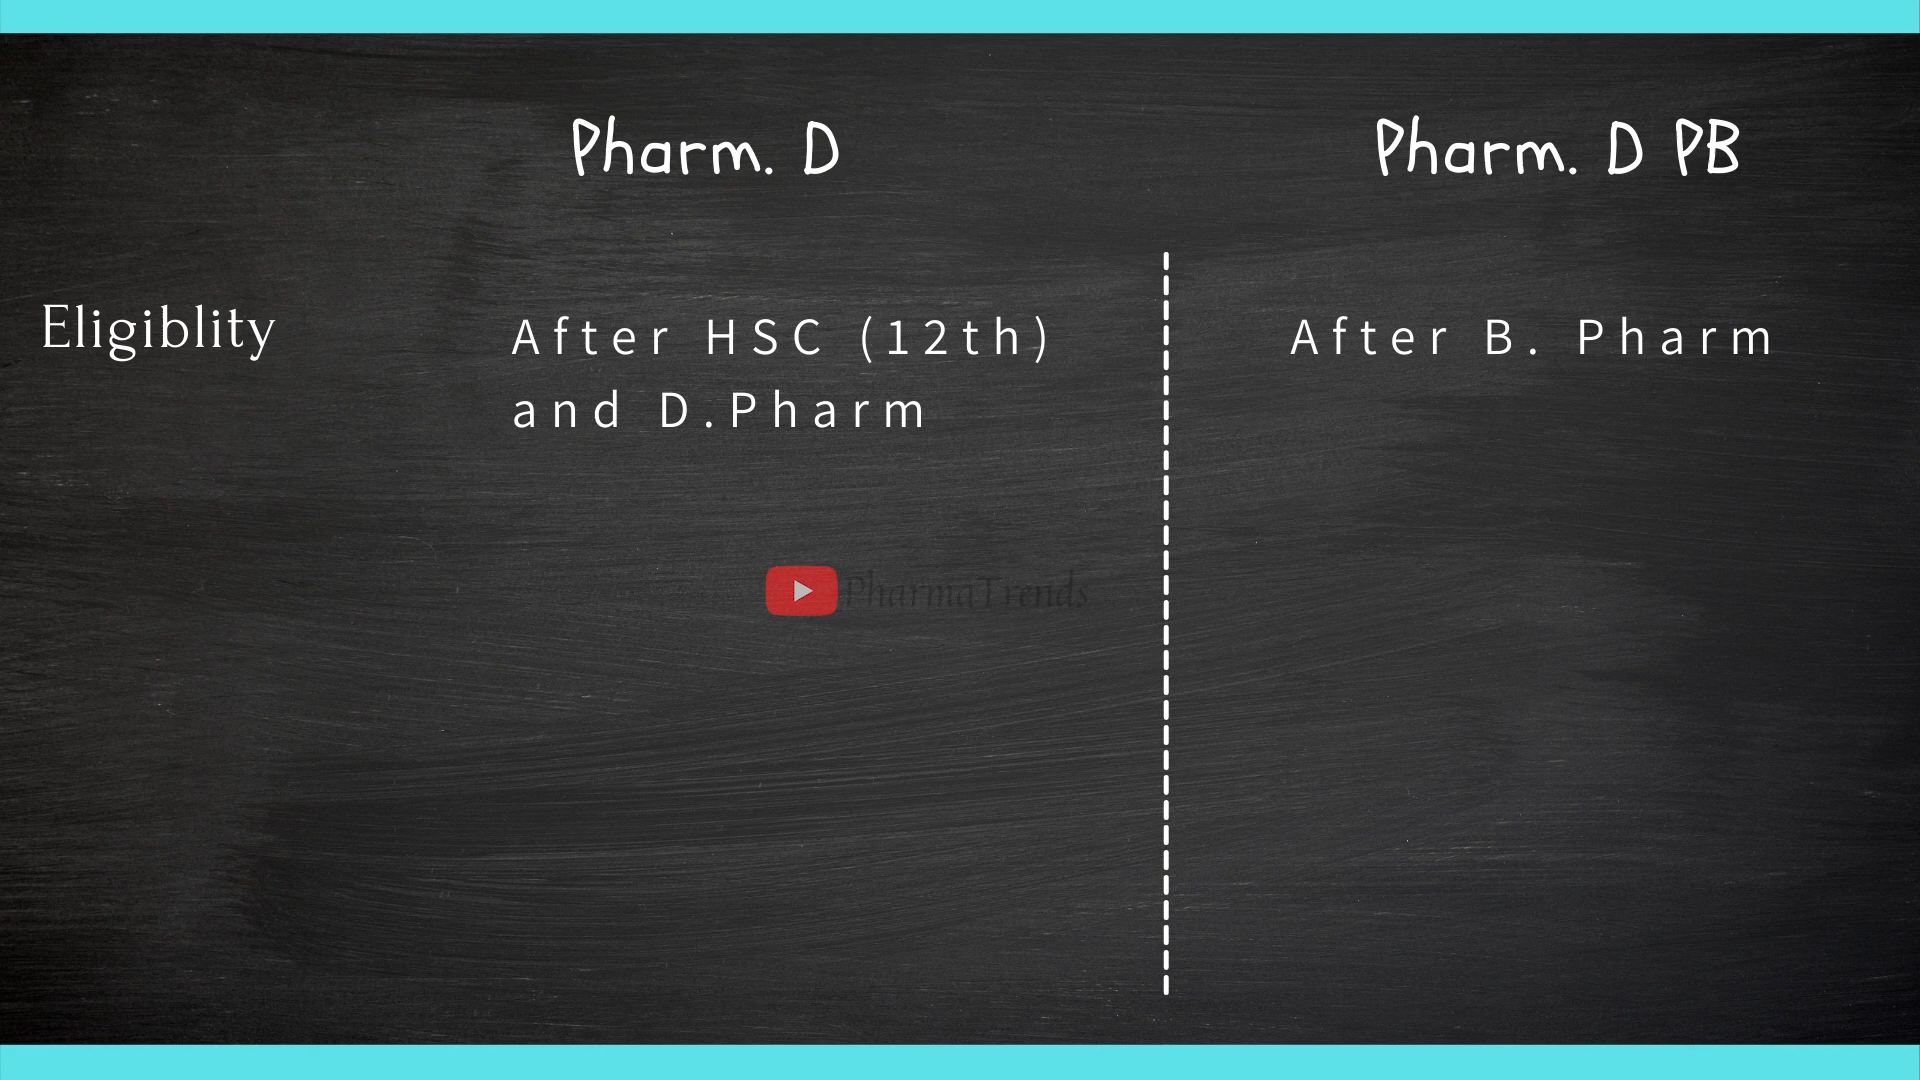 Pharm. D
Pharm. D PB
Eligiblity
After HSC (12th)
and D.Pharm
After B. Pharm
PharmaTrends